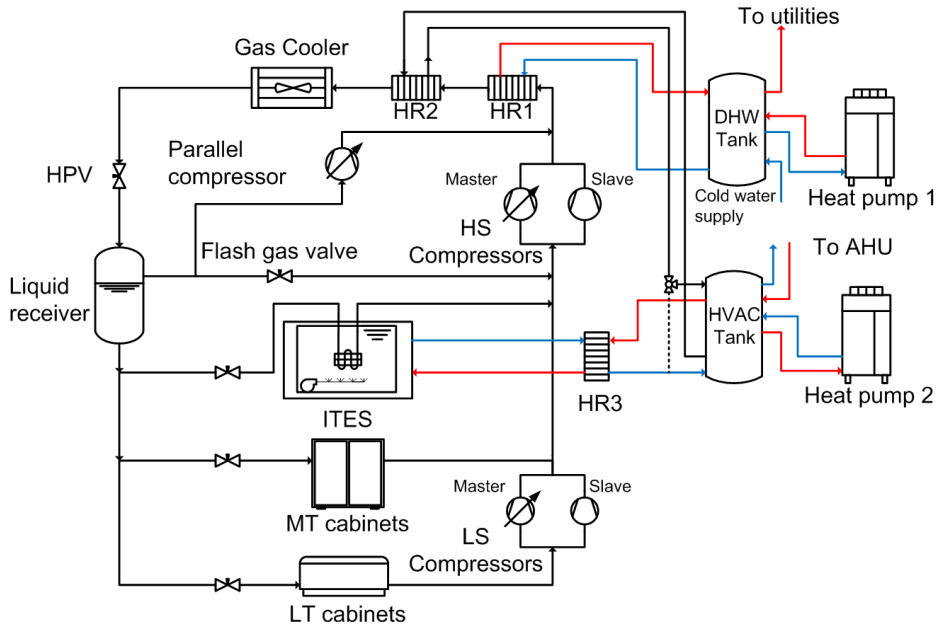 To utilities
Gas Cooler
HR2
HR1
DHW
Tank
HPV
Parallel
compressor
Master
Slave
Cold water
supply
Heat pump 1
HS
Compressors
Flash gas valve
To AHU
Liquid
receiver
HVAC
Tank
HR3
Heat pump 2
ITES
Master
Slave
MT cabinets
LS
Compressors
LT cabinets